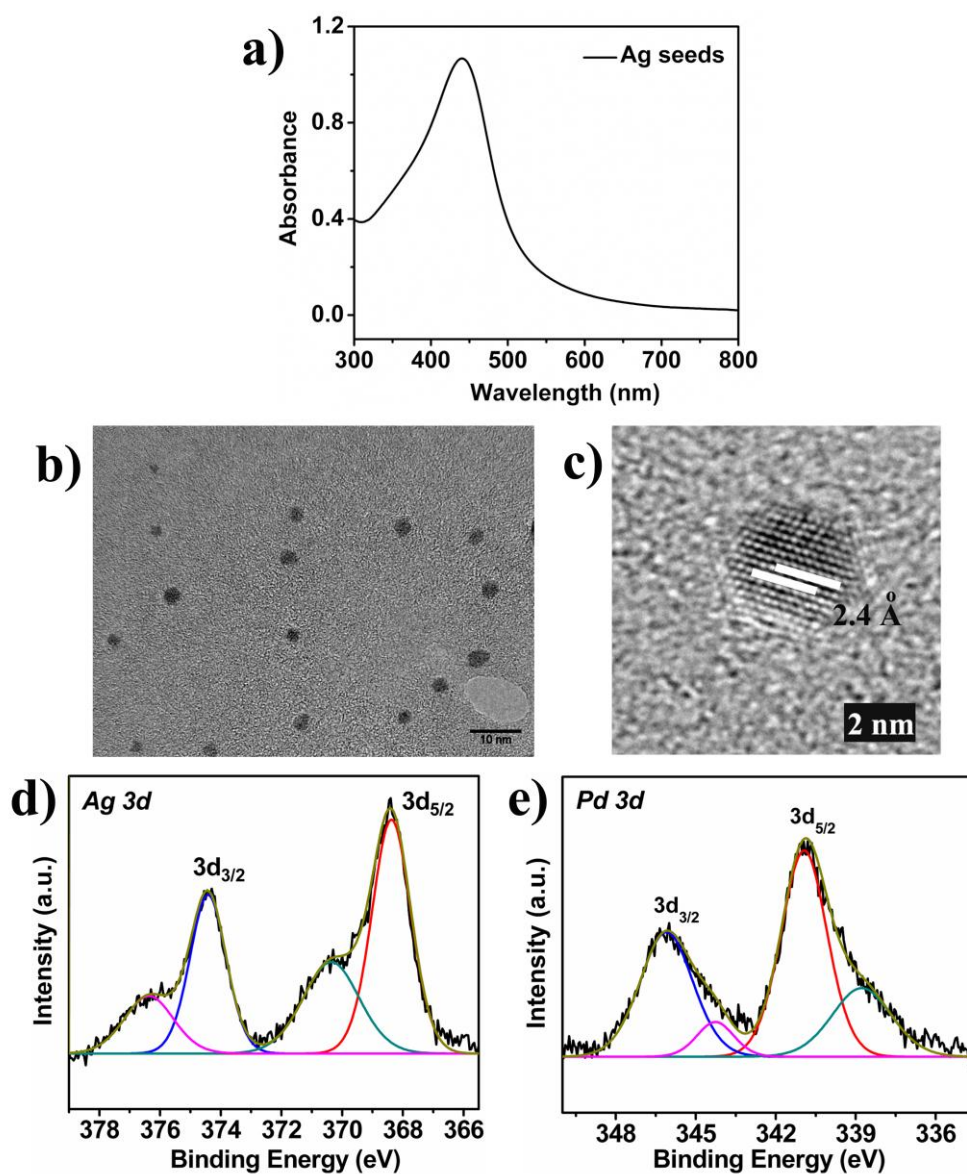 a)
1.2
0.8
0.4
0.0
Absorbance
Ag seeds
300 400 500 600 700 800
Wavelength (nm)
b)
10 nm
c)
2.4 Å
2 nm
d)
Ag 3d
3d5/2
3d3/2
Intensity (a.u.)
378 376 374 372 370 368 366
Binding Energy (eV)
e)
Pd 3d
3d5/2
3d3/2
Intensity (a.u.)
348 345 342 339 336
Binding Energy (eV)